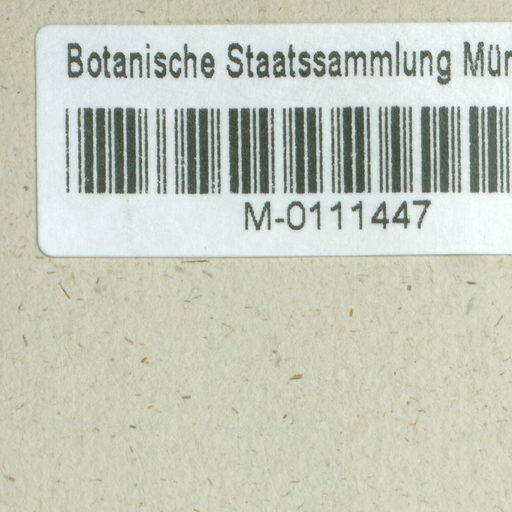 Botanische Staatssammlung Mün
M-0111447